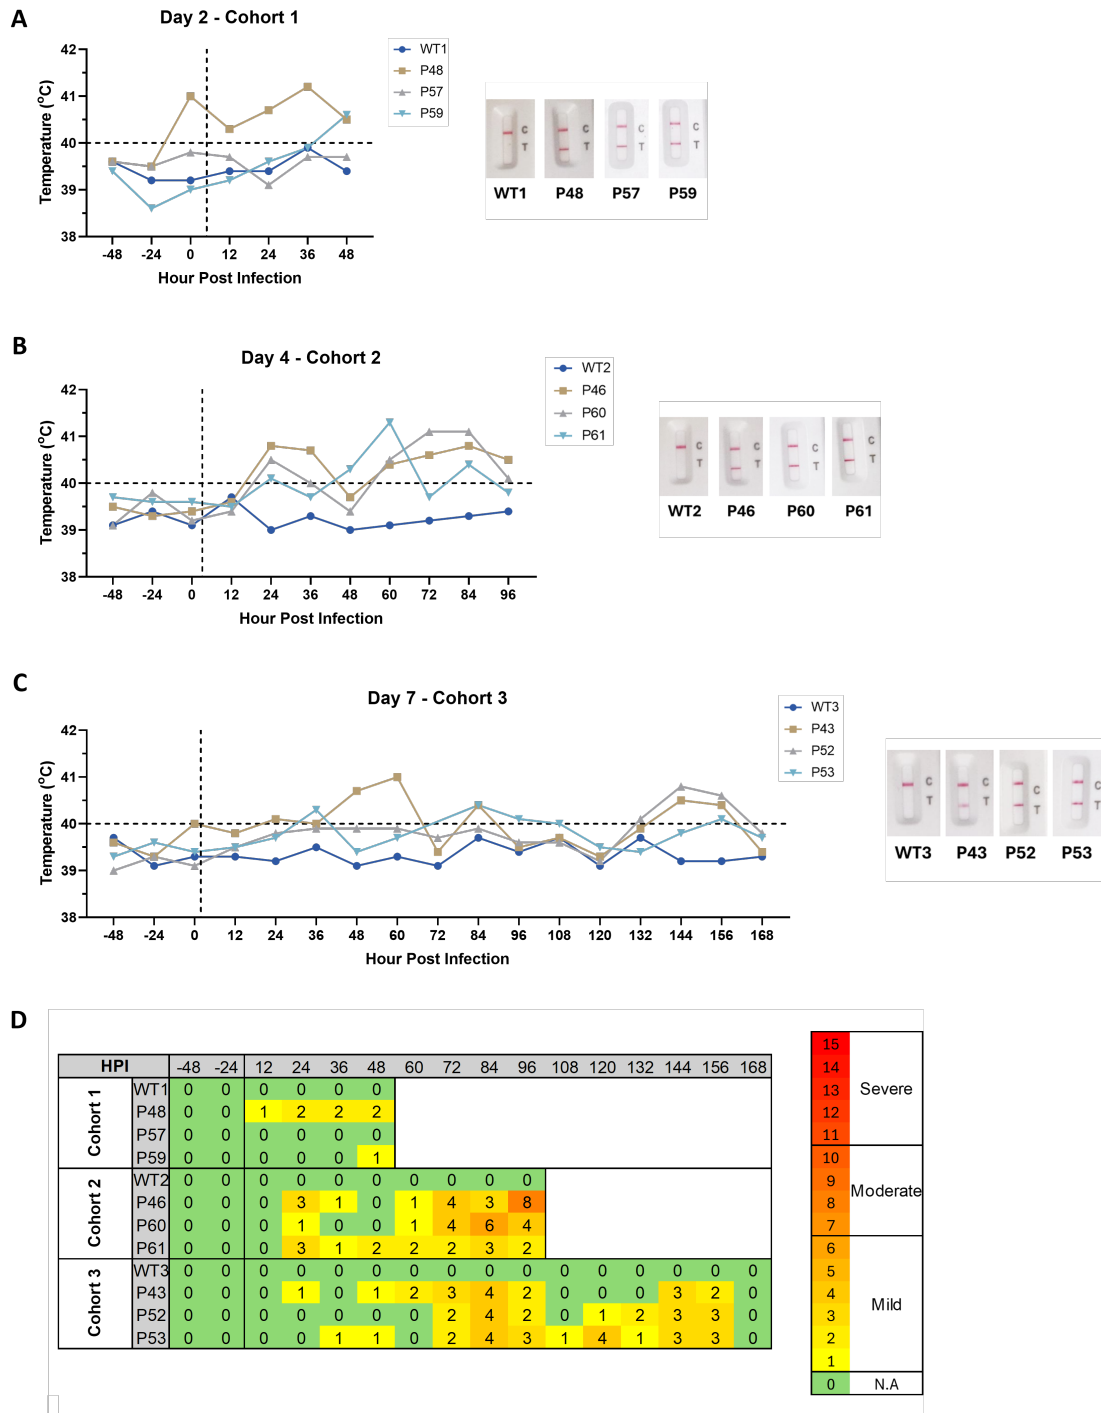 A
Day 2 - Cohort 1
Temperature (°C)
42
41
40
39
38
-48 -24 0 12 24 36 48
Hour Post Infection
WT1
P48
P57
P59
C C C C
T T T T
WT1 P48 P57 P59
B
Day 4 - Cohort 2
Temperature (°C)
42
41
40
39
38
-48 -24 0 12 24 36 48 60 72 84 96
Hour Post Infection
WT2
P46
P60
P61
C C C C
T T T T
WT2 P46 P60 P61
C
Day 7 - Cohort 3
Temperature (°C)
42
41
40
39
38
-48 -24 0 12 24 36 48 60 72 84 96 108 120 132 144 156 168
Hour Post Infection
WT3
P43
P52
P53
C C C C
T T T T
WT3 P43 P52 P53
D
HPI -48 -24 12 24 36 48 60 72 84 96 108 120 132 144 156 168
Cohort 1
WT1 0 0 0 0 0 0
P48 0 0 1 2 2 2
P57 0 0 0 0 0 0
P59 0 0 0 0 0 1
Cohort 2
WT2 0 0 0 0 0 0 0 0 0 0
P46 0 0 0 3 1 0 1 4 3 8
P60 0 0 0 1 0 0 1 4 6 4
P61 0 0 0 3 1 2 2 2 3 2
Cohort 3
WT3 0 0 0 0 0 0 0 0 0 0 0 0 0 0 0 0
P43 0 0 0 1 0 1 2 3 4 2 0 0 0 3 2 0
P52 0 0 0 0 0 0 0 2 4 2 0 1 2 3 3 0
P53 0 0 0 0 1 1 0 2 4 3 1 4 1 3 3 0
15
14
13
12
11
Severe
10
9
8
7
Moderate
6
5
4
3
2
1
Mild
0 N.A